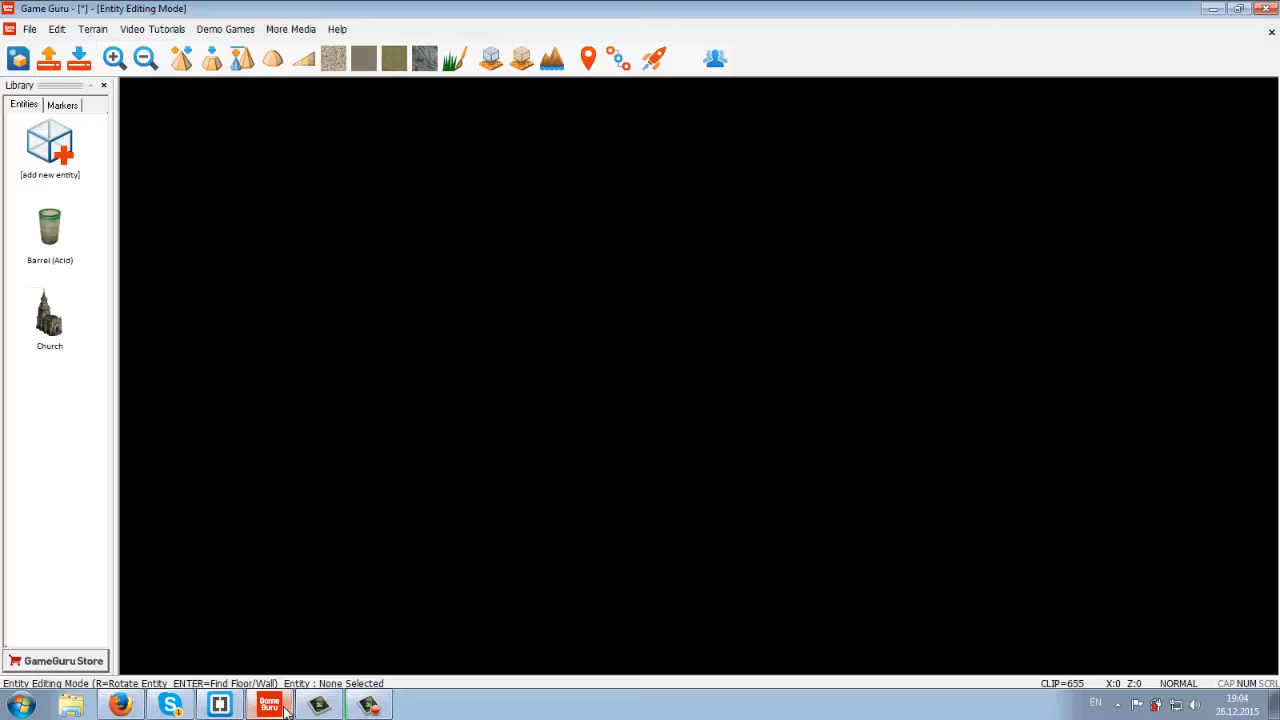 Game Guru - [*] - [Entity Editing Mode]
File Edit Terrain Video Tutorials Demo Games More Media Help
Library
Entities Markers
[add new entity]
Barrel (Acid)
Church
GameGuru Store
Entity Editing Mode (R=Rotate Entity ENTER=Find Floor/Wall) Entity : None Selected CLIP=655 X:0 Z:0 NORMAL CAP NUM SCRL
Game
Guru
EN
19:04
26.12.2015